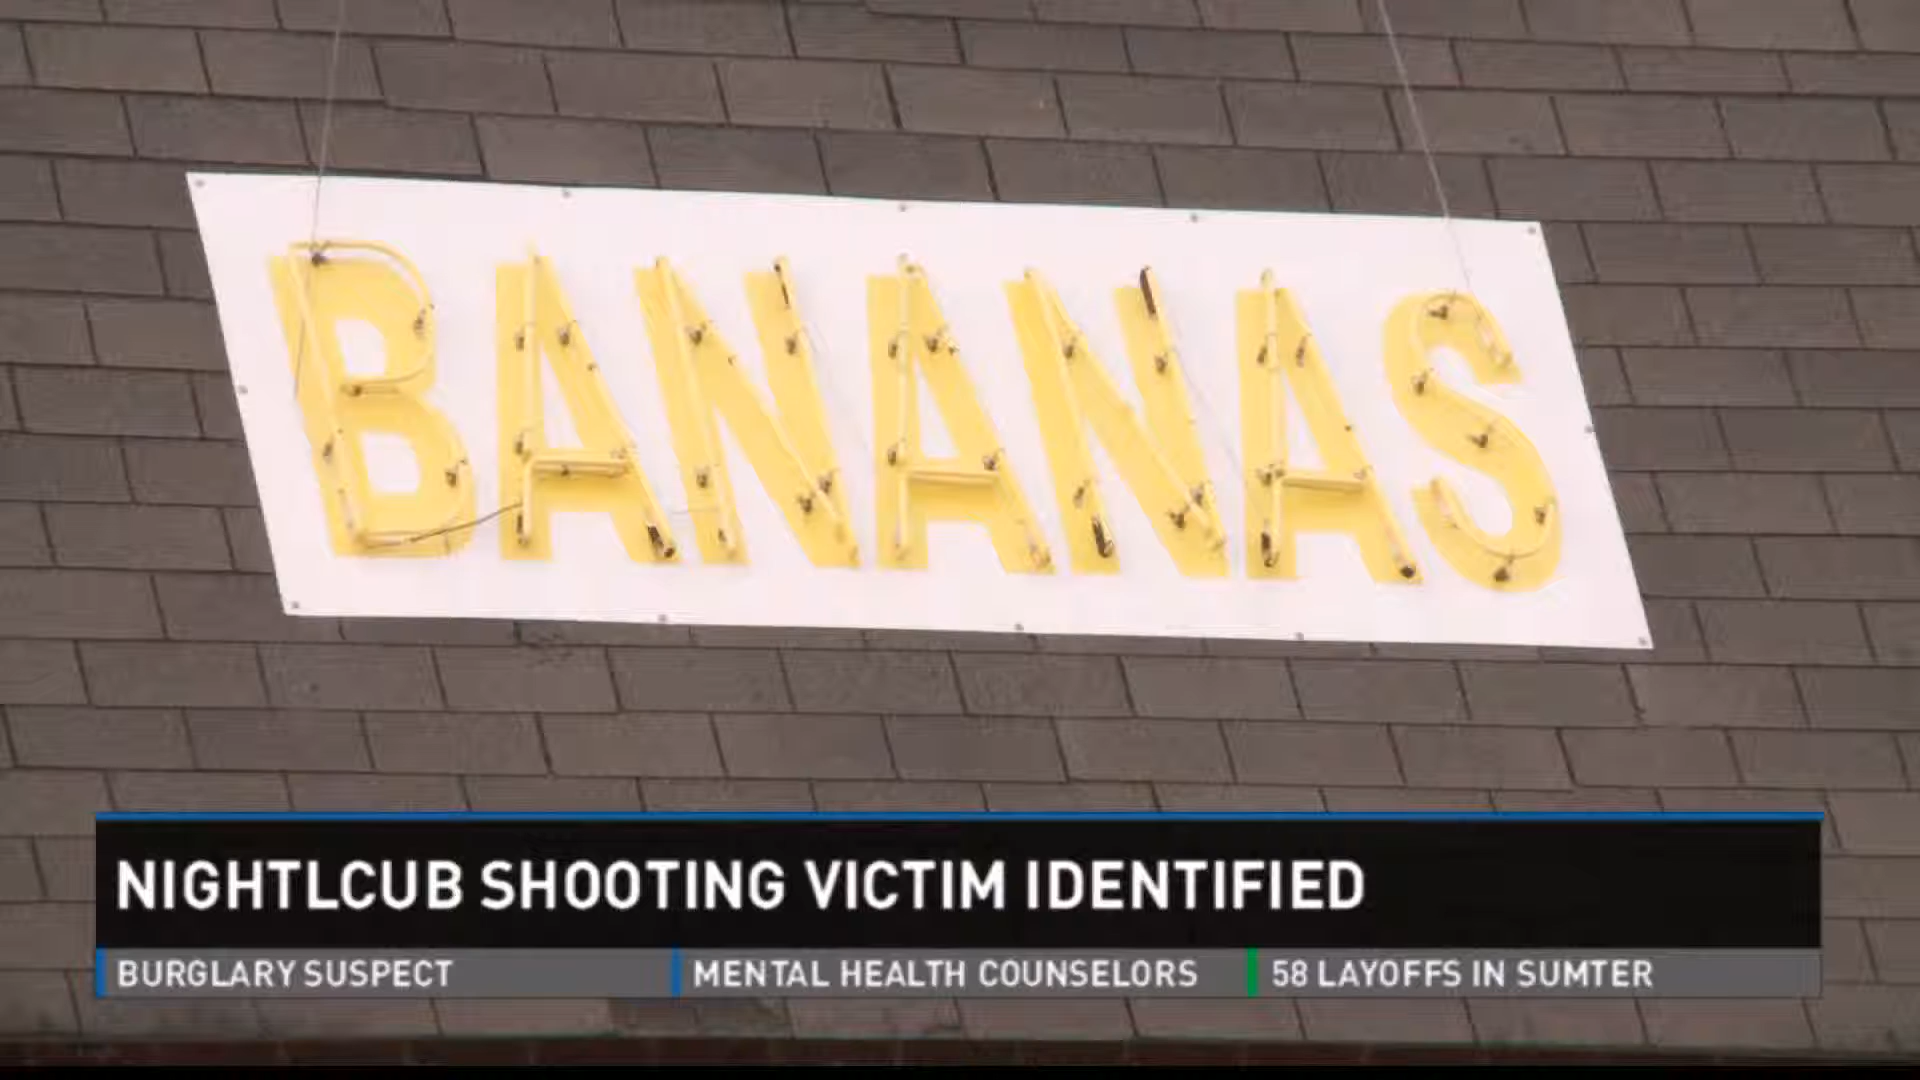 BANANAS
NIGHTLCUB SHOOTING VICTIM IDENTIFIED
BURGLARY SUSPECT
MENTAL HEALTH COUNSELORS
58 LAYOFFS IN SUMTER